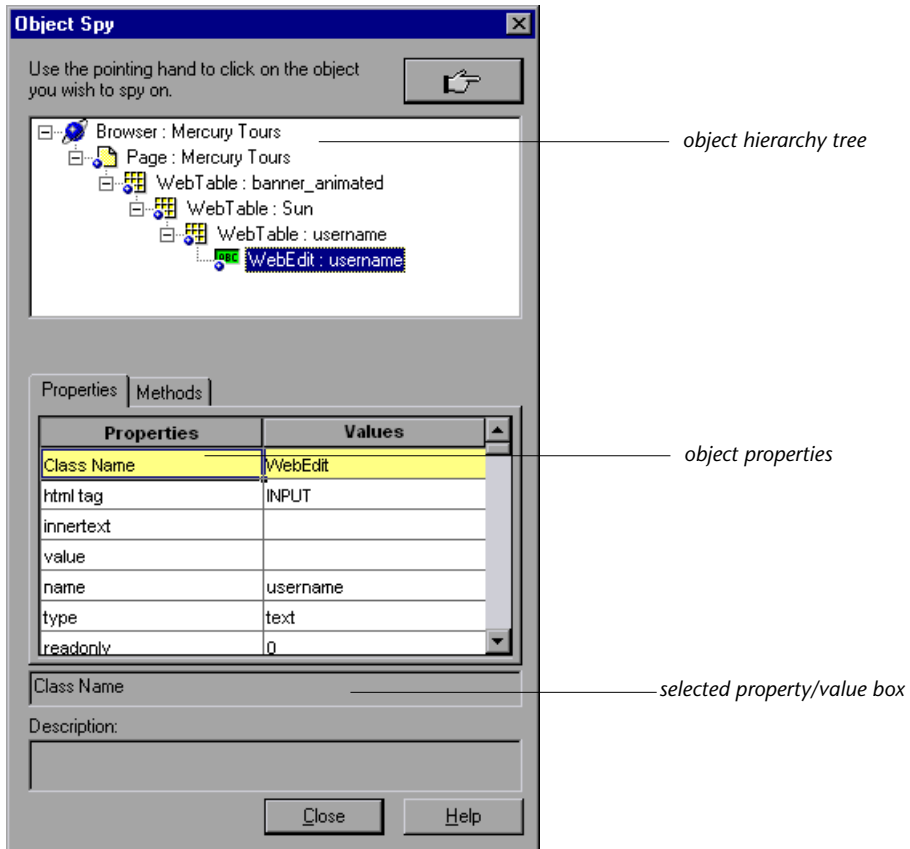 Object Spy
Use the pointing hand to click on the object
you wish to spy on.
Browser : Mercury Tours
object hierarchy tree
Page : Mercury Tours
WebTable : banner_animated
WebTable : Sun
WebTable : username
ABC WebEdit : username
Properties Methods
Properties Values
Class Name WebEdit
object properties
html tag INPUT
innertext
value
name username
type text
readonly 0
Class Name
selected property/value box
Description:
Close Help